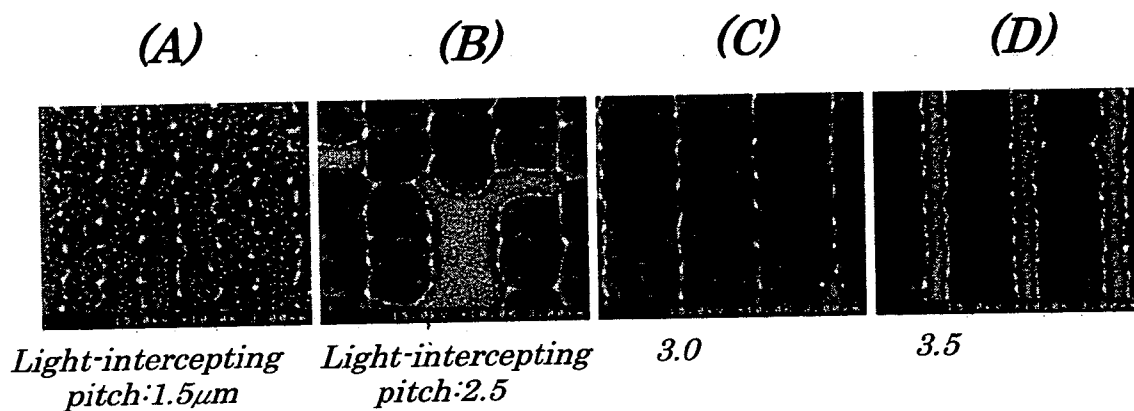 (A) (B) (C) (D)
Light-intercepting pitch:1.5μm
Light-intercepting pitch:2.5
3.0
3.5